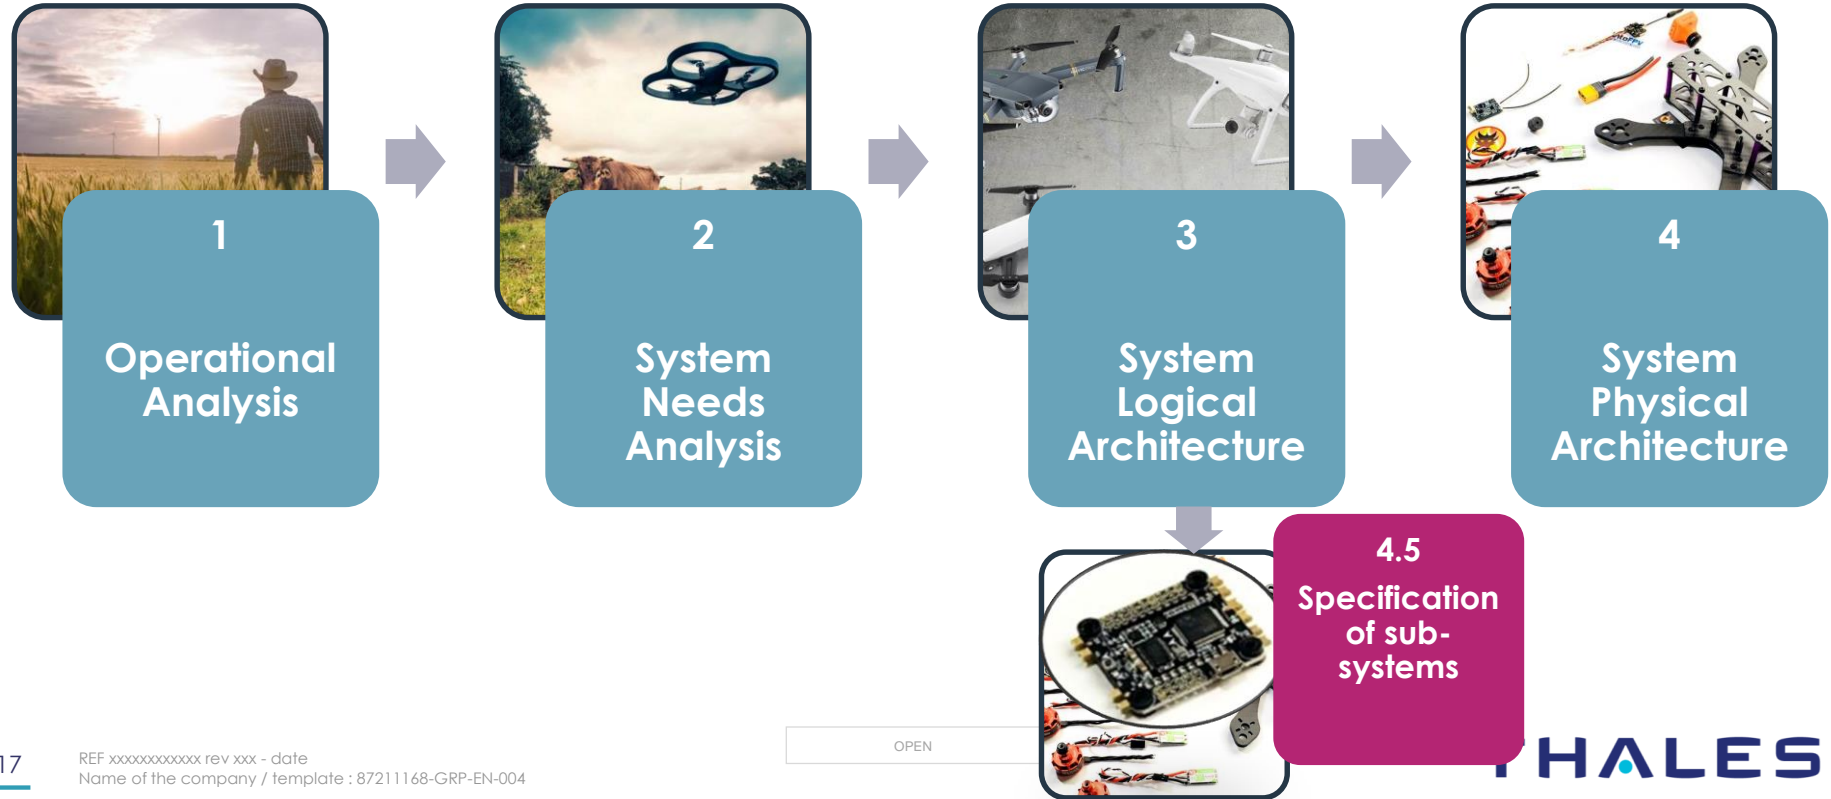 1
Operational
Analysis
2
System
Needs
Analysis
3
System
Logical
Architecture
4
System
Physical
Architecture
4.5
Specification
of sub-
systems
17
REF xxxxxxxxxxxx rev xxx - date
Name of the company / template : 87211168-GRP-EN-004
OPEN
THALES